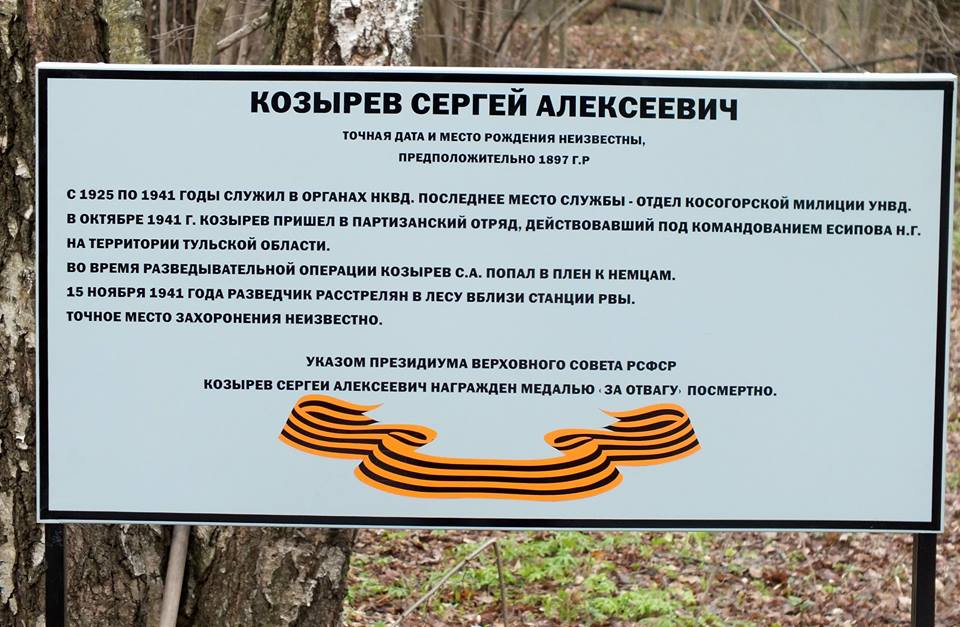 КОЗЫРЕВ СЕРГЕЙ АЛЕКСЕЕВИЧ
ТОЧНАЯ ДАТА И МЕСТО РОЖДЕНИЯ НЕИЗВЕСТНЫ,
ПРЕДПОЛОЖИТЕЛЬНО 1897 Г.Р
С 1925 ПО 1941 ГОДЫ СЛУЖИЛ В ОРГАНАХ НКВД. ПОСЛЕДНЕЕ МЕСТО СЛУЖБЫ - ОТДЕЛ КОСОГОРСКОЙ МИЛИЦИИ УНВД.
В ОКТЯБРЕ 1941 Г. КОЗЫРЕВ ПРИШЕЛ В ПАРТИЗАНСКИЙ ОТРЯД, ДЕЙСТВОВАВШИЙ ПОД КОМАНДОВАНИЕМ ЕСИПОВА Н.Г.
НА ТЕРРИТОРИИ ТУЛЬСКОЙ ОБЛАСТИ.
ВО ВРЕМЯ РАЗВЕДЫВАТЕЛЬНОЙ ОПЕРАЦИИ КОЗЫРЕВ С.А. ПОПАЛ В ПЛЕН К НЕМЦАМ.
15 НОЯБРЯ 1941 ГОДА РАЗВЕДЧИК РАССТРЕЛЯН В ЛЕСУ ВБЛИЗИ СТАНЦИИ РВЫ.
ТОЧНОЕ МЕСТО ЗАХОРОНЕНИЯ НЕИЗВЕСТНО.
УКАЗОМ ПРЕЗИДИУМА ВЕРХОВНОГО СОВЕТА РСФСР
КОЗЫРЕВ СЕРГЕИ АЛЕКСЕЕВИЧ НАГРАЖДЕН МЕДАЛЬЮ ‹ЗА ОТВАГУ› ПОСМЕРТНО.